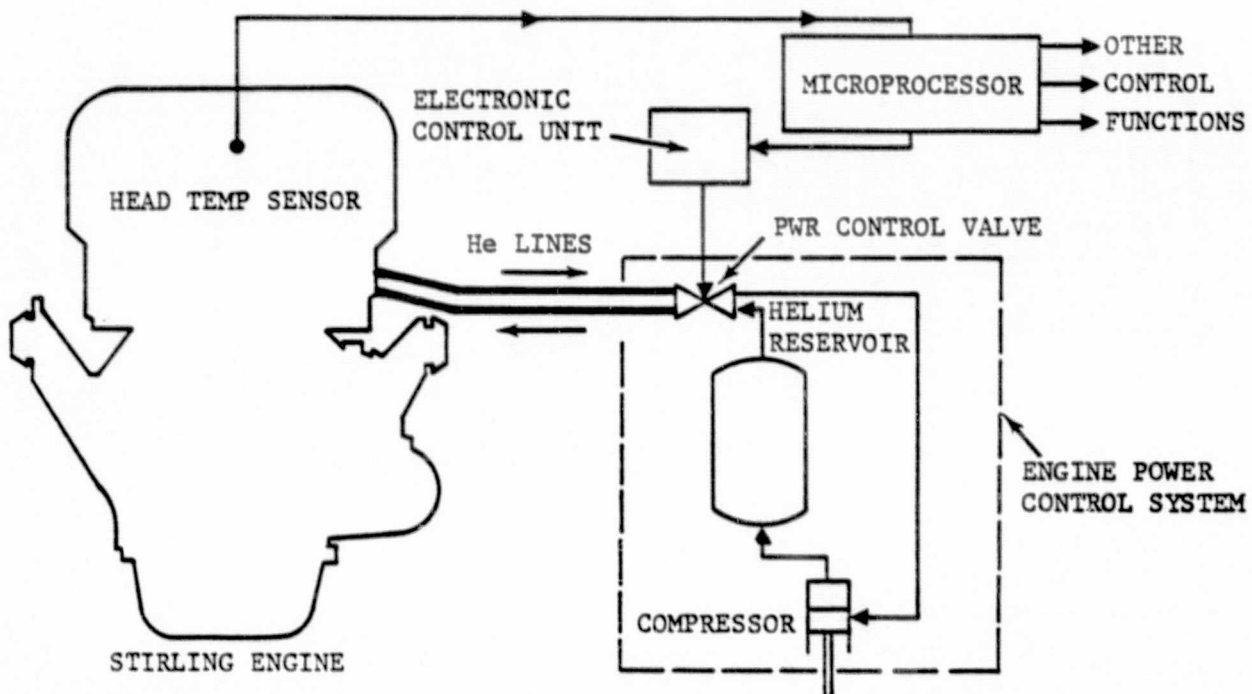 OTHER
MICROPROCESSOR
CONTROL
FUNCTIONS
ELECTRONIC
CONTROL UNIT
HEAD TEMP SENSOR
He LINES
PWR CONTROL VALVE
HELIUM
RESERVOIR
ENGINE POWER
CONTROL SYSTEM
COMPRESSOR
STIRLING ENGINE